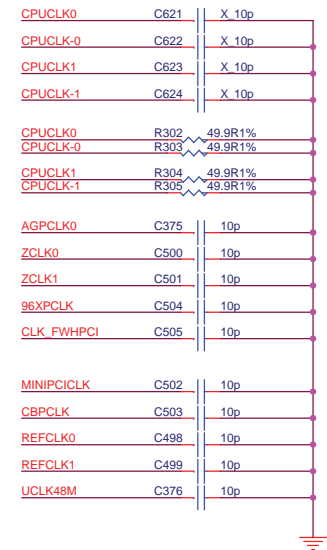 CPUCLK0 C621 X_10p
CPUCLK-0 C622 X_10p
CPUCLK1 C623 X_10p
CPUCLK-1 C624 X_10p
CPUCLK0 R302 49.9R1%
CPUCLK-0 R303 49.9R1%
CPUCLK1 R304 49.9R1%
CPUCLK-1 R305 49.9R1%
AGPCLK0 C375 10p
ZCLK0 C500 10p
ZCLK1 C501 10p
96XPCLK C504 10p
CLK_FWHPCI C505 10p
MINIPCICLK C502 10p
CBPCLK C503 10p
REFCLK0 C498 10p
REFCLK1 C499 10p
UCLK48M C376 10p